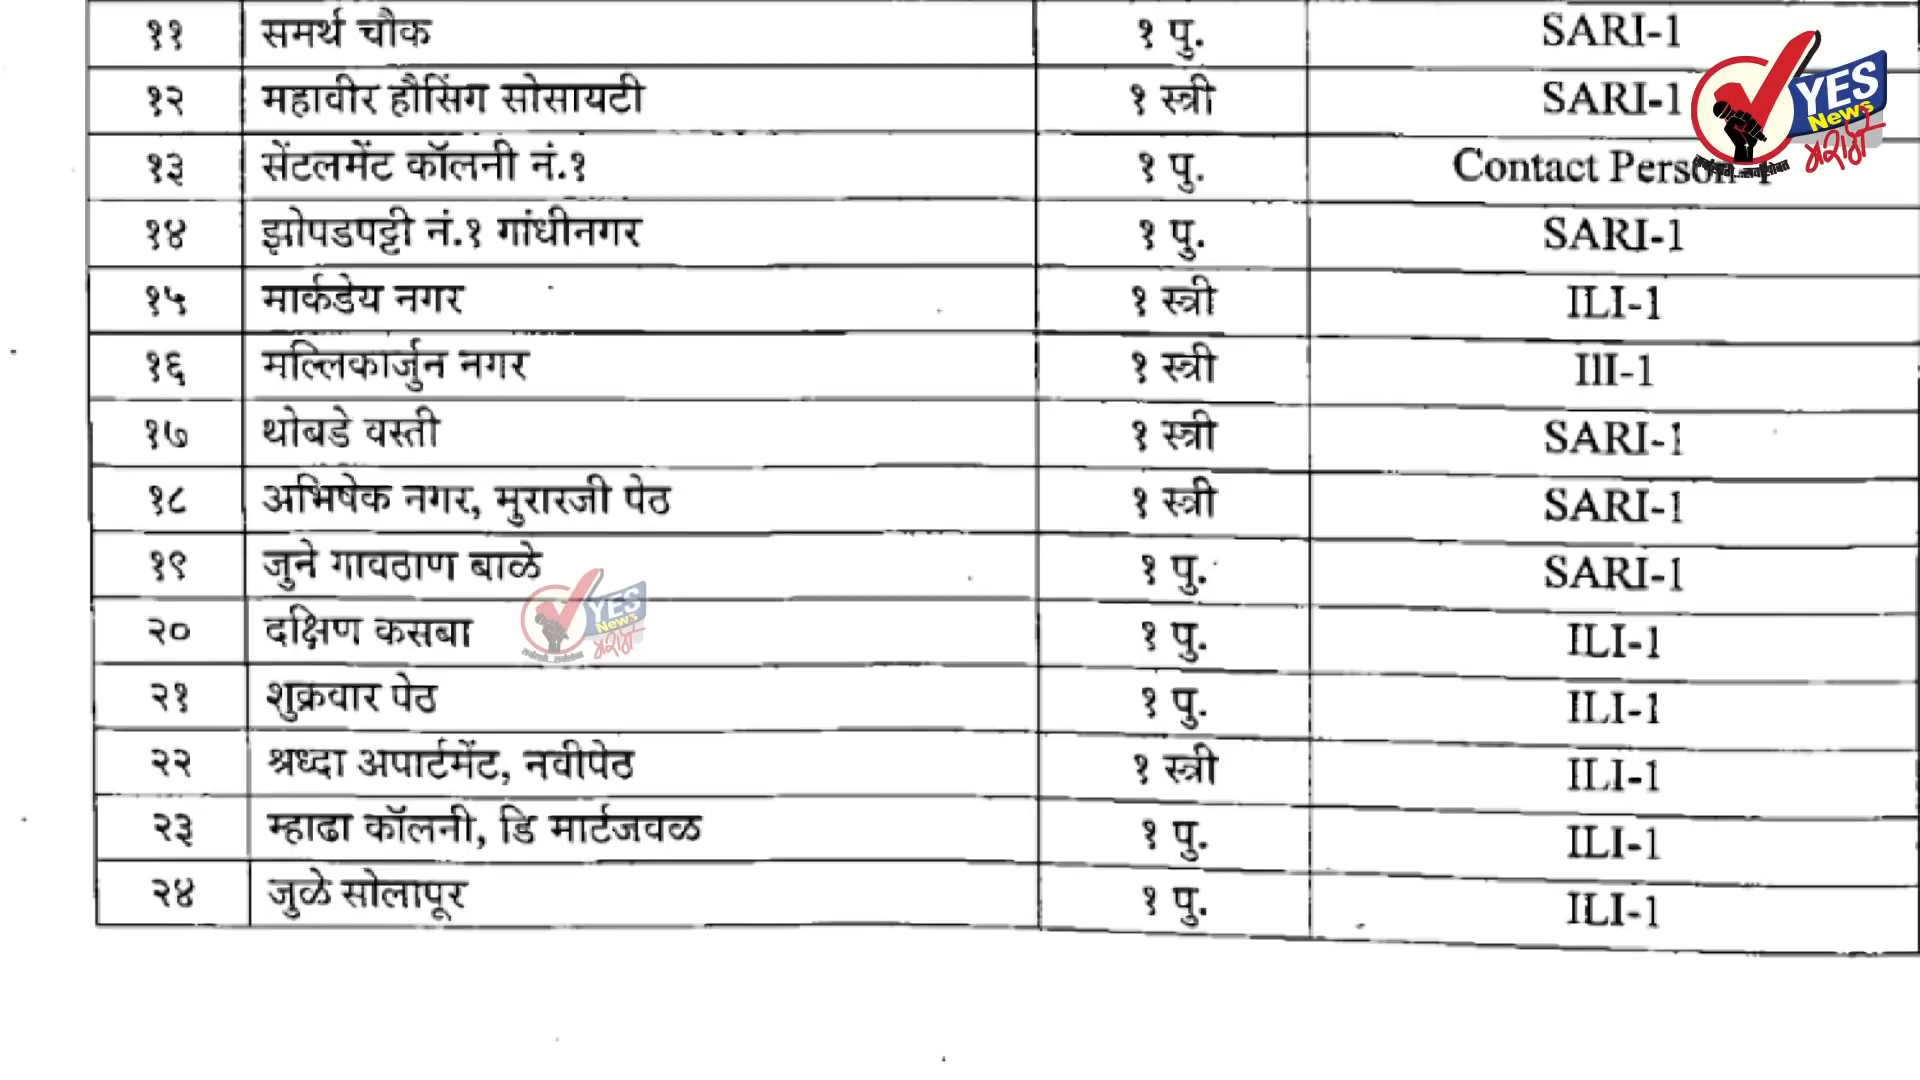 ११ समर्थ चौक १ पु. SARI-1
१२ महावीर हौसिंग सोसायटी १ स्त्री SARI-1
१३ सेंटलमेंट कॉलनी नं.१ १ पु. Contact Person-1
१४ झोपडपट्टी नं.१ गांधीनगर १ पु. SARI-1
१५ मार्कडेय नगर १ स्त्री ILI-1
१६ मल्लिकार्जुन नगर १ स्त्री III-1
१७ थोबडे वस्ती १ स्त्री SARI-1
१८ अभिषेक नगर, मुरारजी पेठ १ स्त्री SARI-1
१९ जुने गावठाण बाळे १ पु. SARI-1
२० दक्षिण कसबा १ पु. ILI-1
२१ शुक्रवार पेठ १ पु. ILI-1
२२ श्रध्दा अपार्टमेंट, नवीपेठ १ स्त्री ILI-1
२३ म्हाढा कॉलनी, डि मार्टजवळ १ पु. ILI-1
२४ जुळे सोलापूर १ पु. ILI-1
YES
News
मराठी
YES
News
मराठी